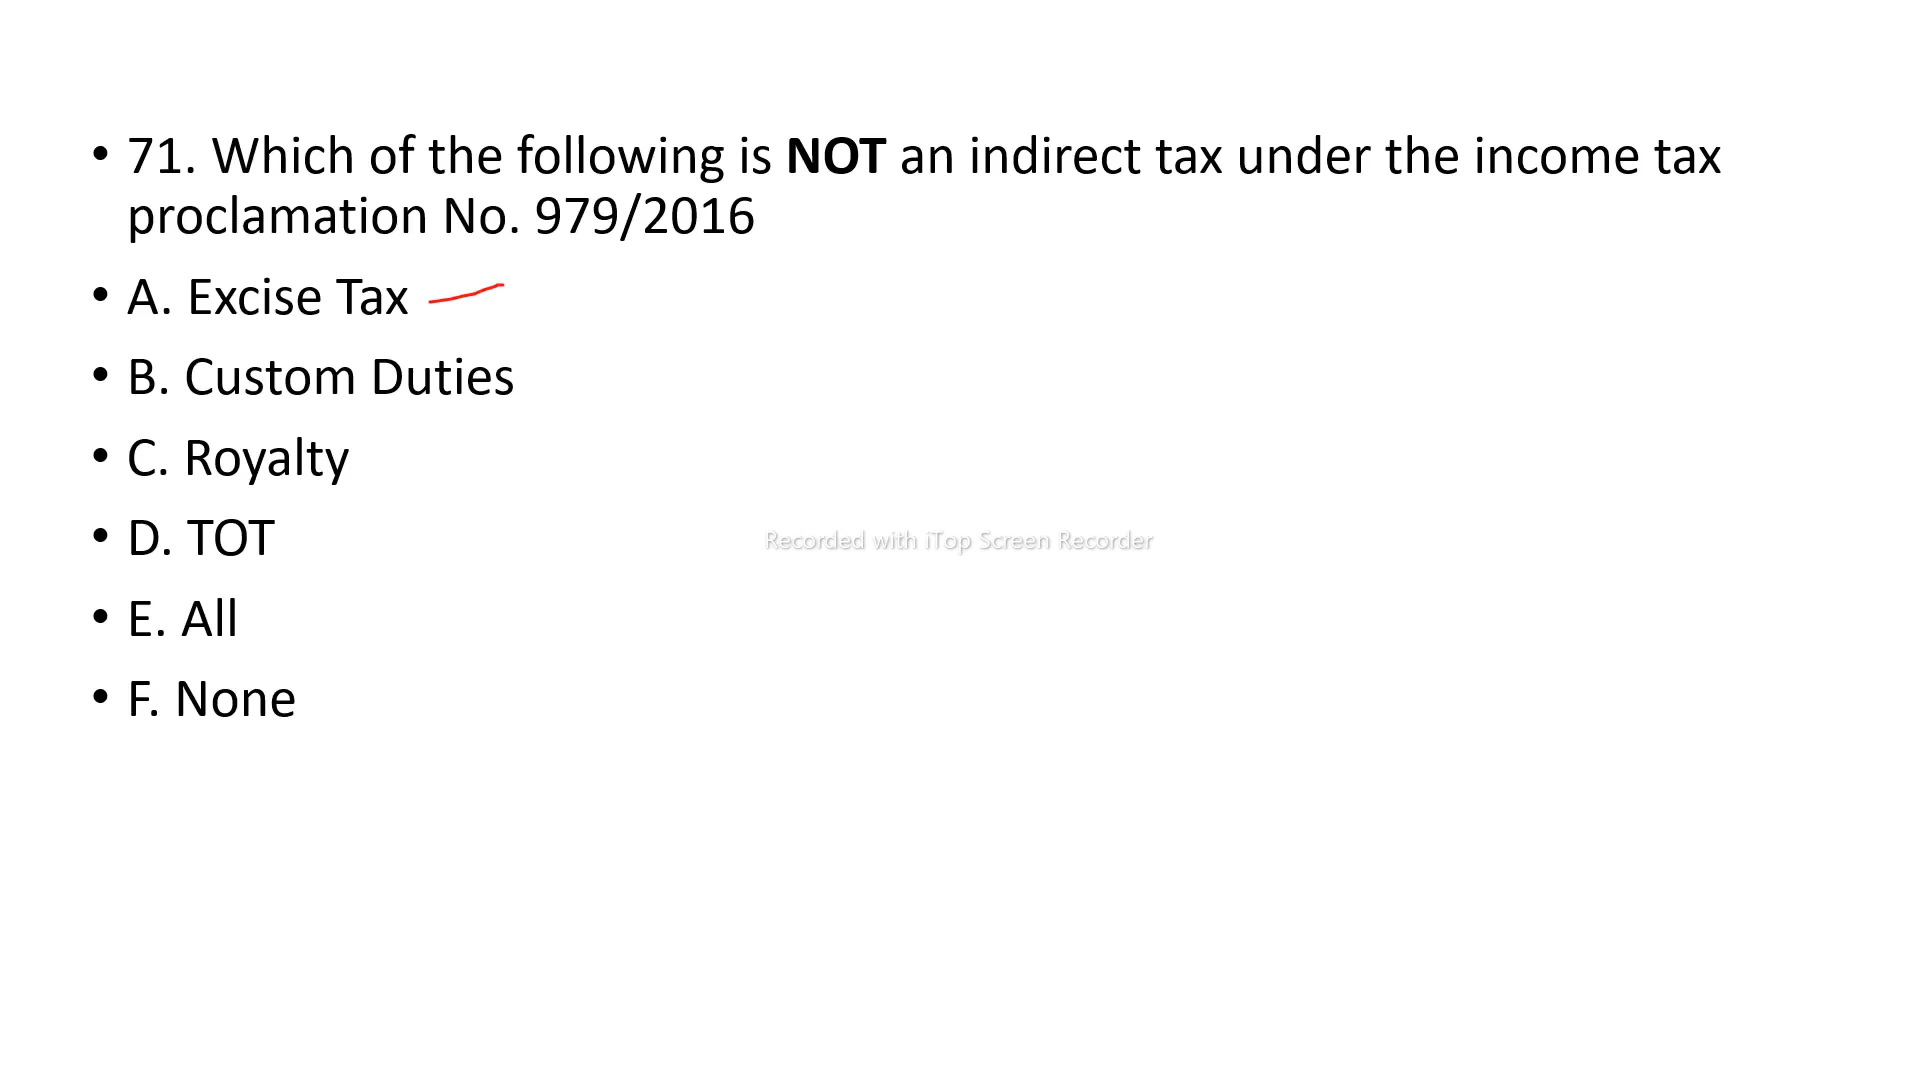 • 71. Which of the following is NOT an indirect tax under the income tax
proclamation No. 979/2016
• A. Excise Tax
• B. Custom Duties
• C. Royalty
• D. TOT
Recorded with iTop Screen Recorder
• E. All
• F. None